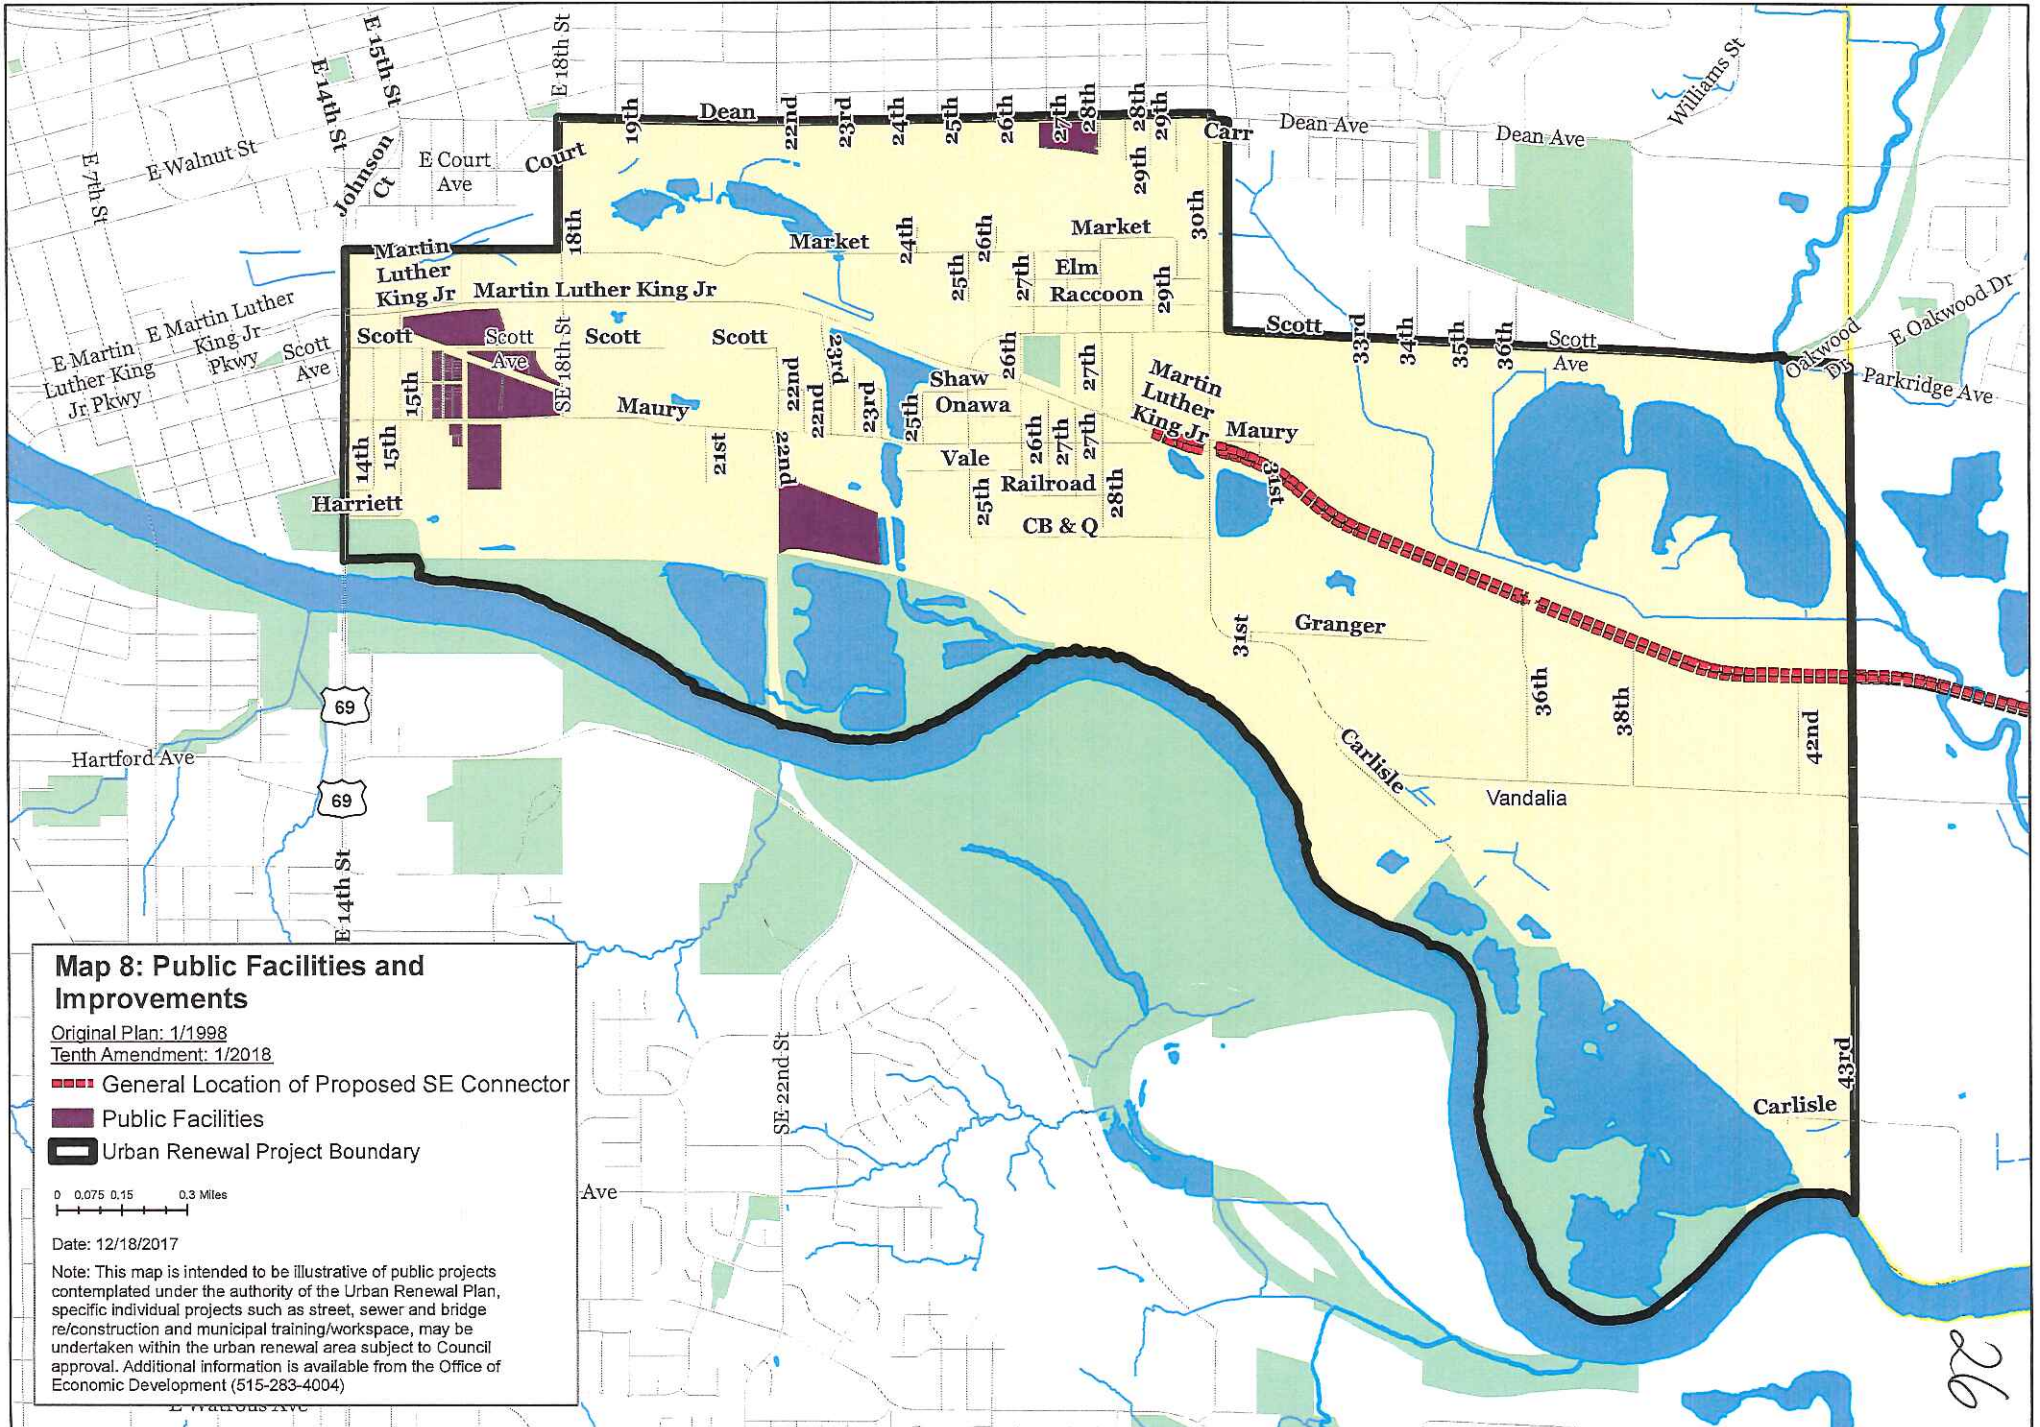 E 15th St
E 14th St
E 18th St
Williams St
E Walnut St
E 7th St
Johnson
Ct
E Court
Ave
Court
19th
Dean
22nd
23rd
24th
25th
26th
27th
28th
28th
29th
Carr
Dean Ave
Dean Ave
29th
30th
18th
Martin
Luther
King Jr
Martin Luther King Jr
Market
24th
26th
Market
25th
27th
Elm
Raccoon
29th
E Martin Luther
King Jr
Pkwy
E Martin
Luther King
Jr Pkwy
Scott
Ave
Scott
Scott
Ave
SE 18th St
Scott
Scott
23rd
26th
27th
Scott
33rd
34th
35th
36th
Scott
Ave
Oakwood
Dr
E Oakwood Dr
Parkridge Ave
15th
22nd
22nd
23rd
25th
Shaw
Onawa
Martin
Luther
King Jr
Maury
Maury
14th
15th
21st
22nd
Vale
26th
27th
27th
31st
Harriett
25th
Railroad
28th
CB & Q
31st
Granger
69
69
Hartford Ave
36th
38th
42nd
Carlisle
Vandalia
E 14th St
SE 22nd St
43rd
Carlisle
Ave
Map 8: Public Facilities and
Improvements
Original Plan: 1/1998
Tenth Amendment: 1/2018
General Location of Proposed SE Connector
Public Facilities
Urban Renewal Project Boundary
0 0.075 0.15 0.3 Miles
Date: 12/18/2017
Note: This map is intended to be illustrative of public projects
contemplated under the authority of the Urban Renewal Plan,
specific individual projects such as street, sewer and bridge
re/construction and municipal training/workspace, may be
undertaken within the urban renewal area subject to Council
approval. Additional information is available from the Office of
Economic Development (515-283-4004)
E Watrous Ave
26